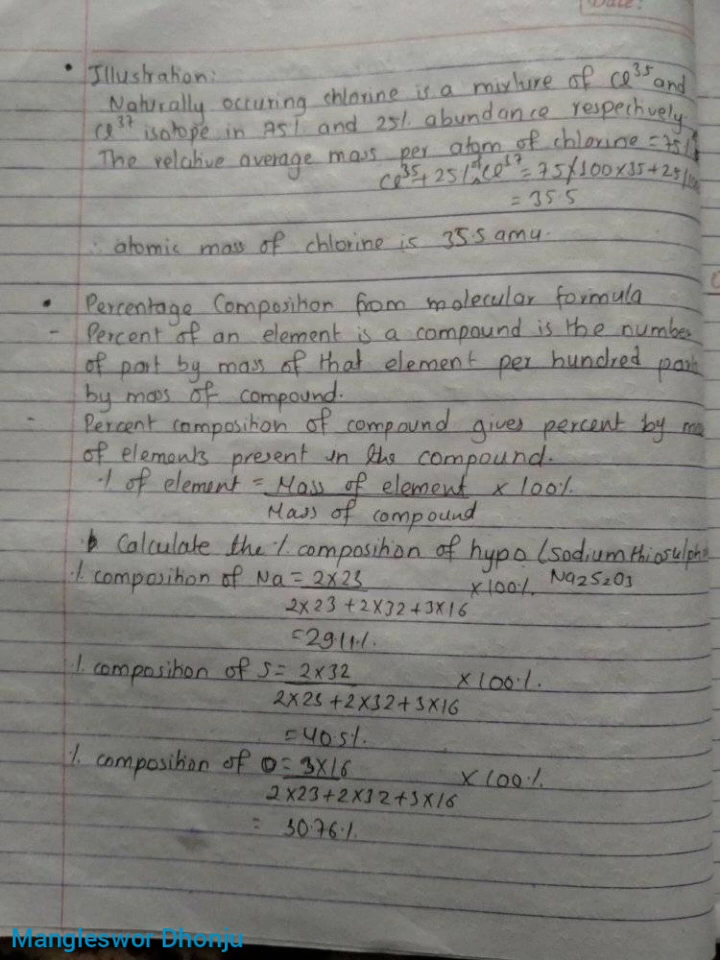 Date:
• Illustration:
Naturally occuring chlorine is a mixture of Cl³⁵ and
Cl³⁷ isotope in 75% and 25% abundance respectively.
The relative average mass per atom of chlorine = 75%
Cl³⁵ + 25% of Cl³⁷ = 75/100×35+25/100
= 35.5
∴ atomic mass of chlorine is 35.5 amu.
• Percentage Composition from molecular formula
- Percent of an element is a compound is the number
of part by mass of that element per hundred part
by mass of compound.
- Percent composition of compound gives percent by ma
of elements present in the compound.
% of element = Mass of element × 100%
Mass of compound
Calculate the % composition of hypo (sodium thiosulpha
% composition of Na = 2×23 ×100% Na2S2O3
2×23+2×32+3×16
=29.11%
% composition of S = 2×32 ×100%.
2×23+2×32+3×16
=40.5%
% composition of O = 3×16 ×100%
2×23+2×32+3×16
= 30.76%
Mangleswor Dhonju